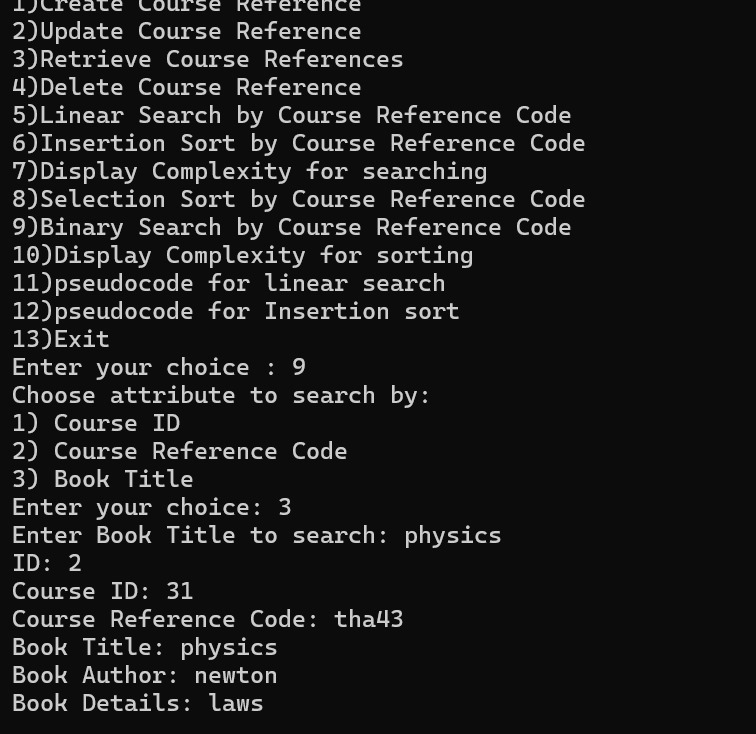 1)Create Course Reference
2)Update Course Reference
3)Retrieve Course References
4)Delete Course Reference
5)Linear Search by Course Reference Code
6)Insertion Sort by Course Reference Code
7)Display Complexity for searching
8)Selection Sort by Course Reference Code
9)Binary Search by Course Reference Code
10)Display Complexity for sorting
11)pseudocode for linear search
12)pseudocode for Insertion sort
13)Exit
Enter your choice : 9
Choose attribute to search by:
1) Course ID
2) Course Reference Code
3) Book Title
Enter your choice: 3
Enter Book Title to search: physics
ID: 2
Course ID: 31
Course Reference Code: tha43
Book Title: physics
Book Author: newton
Book Details: laws